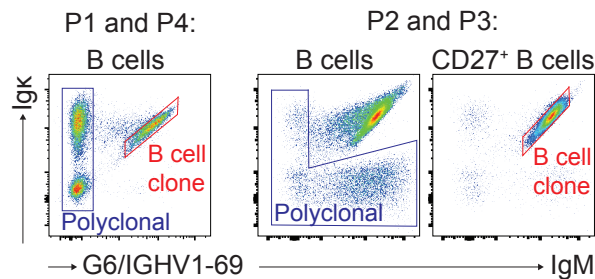 P1 and P4:
P2 and P3:
B cells
B cells
CD27⁺ B cells
Igκ
B cell
clone
Polyclonal
Polyclonal
B cell
clone
G6/IGHV1-69
IgM